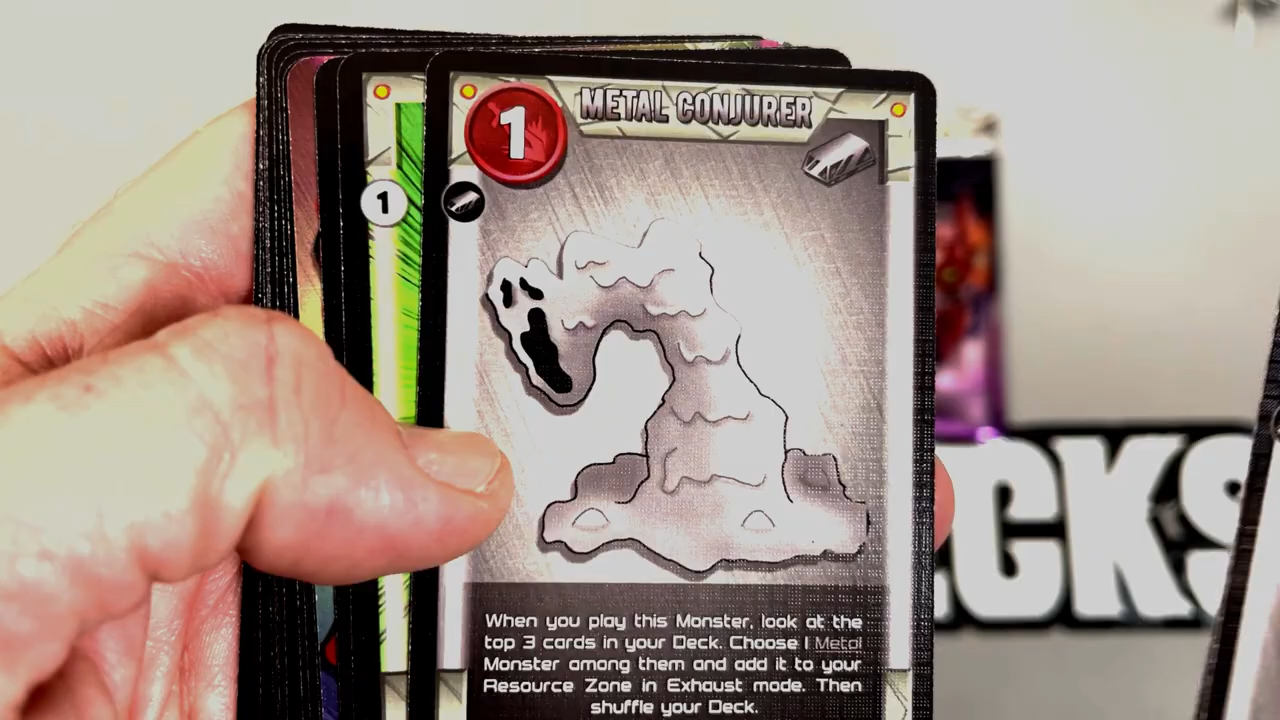 METAL CONJURER
1
1
When you play this Monster, look at the
top 3 cards in your Deck. Choose 1 Metal
Monster among them and add it to your
Resource Zone in Exhaust mode. Then
shuffle your Deck.
CKS